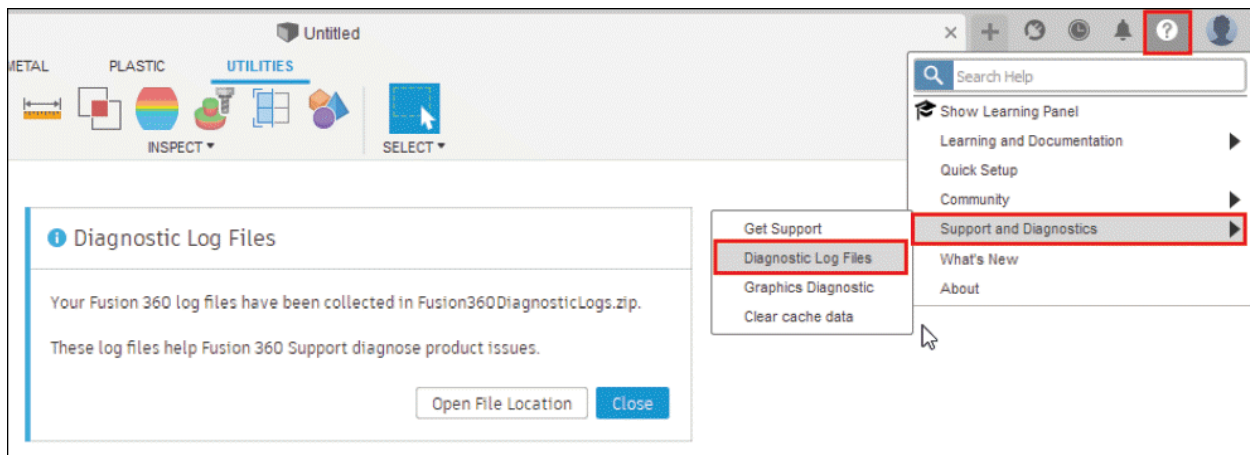 Untitled
METAL PLASTIC UTILITIES
INSPECT ▾ SELECT ▾
Search Help
Show Learning Panel
Learning and Documentation
Quick Setup
Community
Support and Diagnostics
What's New
About
Get Support
Diagnostic Log Files
Graphics Diagnostic
Clear cache data
Diagnostic Log Files
Your Fusion 360 log files have been collected in Fusion360DiagnosticLogs.zip.
These log files help Fusion 360 Support diagnose product issues.
Open File Location Close